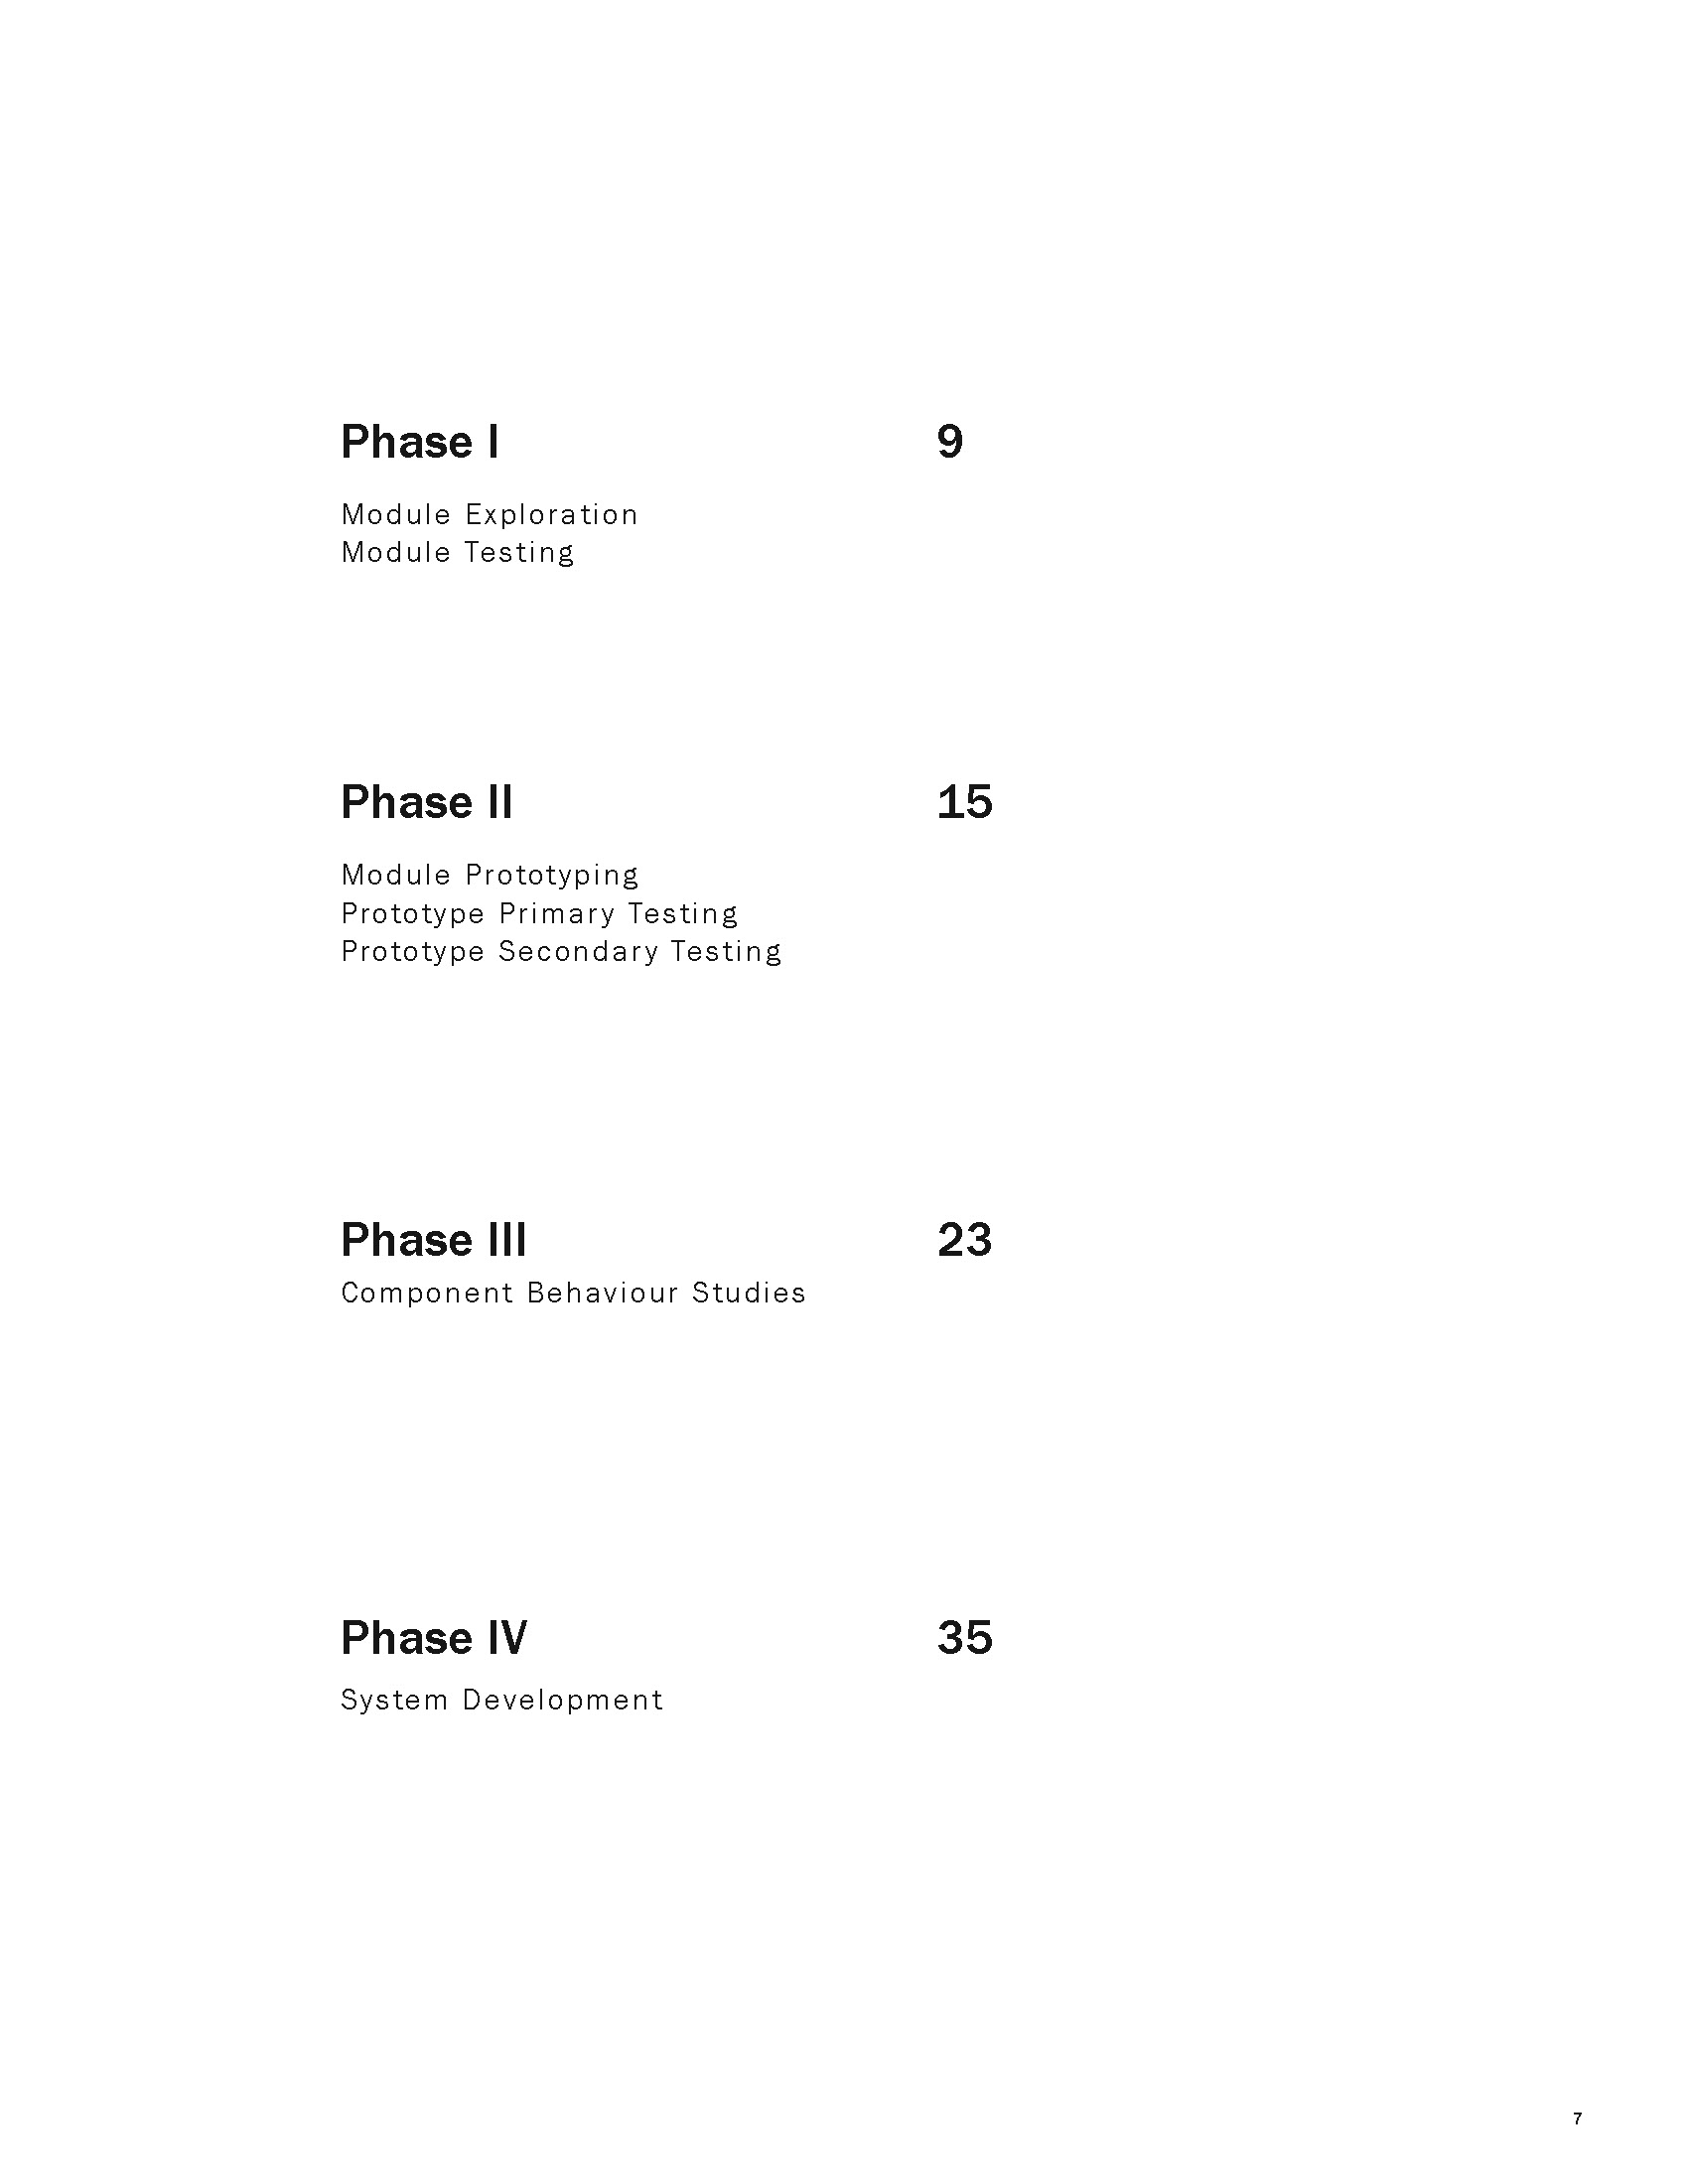 Phase I 9
Module Exploration
Module Testing
Phase II 15
Module Prototyping
Prototype Primary Testing
Prototype Secondary Testing
Phase III 23
Component Behaviour Studies
Phase IV 35
System Development
7